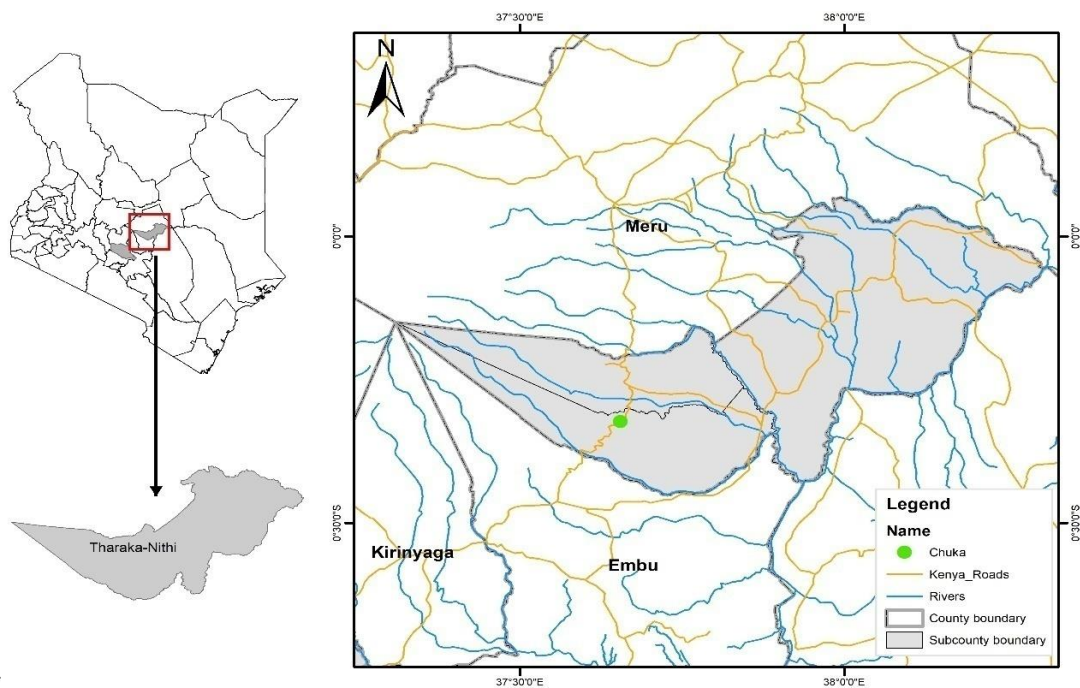 37°30'0"E
38°0'0"E
N
0°0'0"
Meru
0°0'0"
Tharaka-Nithi
0°30'0"S
Kirinyaga
Embu
0°30'0"S
Legend
Name
Chuka
Kenya_Roads
Rivers
County boundary
Subcounty boundary
37°30'0"E
38°0'0"E